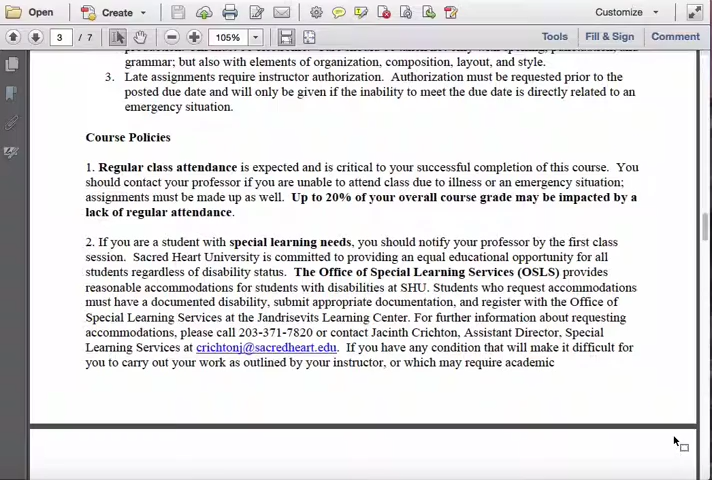 Open Create Customize
3 / 7 105% Tools Fill & Sign Comment
grammar; but also with elements of organization, composition, layout, and style.
3. Late assignments require instructor authorization. Authorization must be requested prior to the
posted due date and will only be given if the inability to meet the due date is directly related to an
emergency situation.
Course Policies
1. Regular class attendance is expected and is critical to your successful completion of this course. You
should contact your professor if you are unable to attend class due to illness or an emergency situation;
assignments must be made up as well. Up to 20% of your overall course grade may be impacted by a
lack of regular attendance.
2. If you are a student with special learning needs, you should notify your professor by the first class
session. Sacred Heart University is committed to providing an equal educational opportunity for all
students regardless of disability status. The Office of Special Learning Services (OSLS) provides
reasonable accommodations for students with disabilities at SHU. Students who request accommodations
must have a documented disability, submit appropriate documentation, and register with the Office of
Special Learning Services at the Jandrisevits Learning Center. For further information about requesting
accommodations, please call 203-371-7820 or contact Jacinth Crichton, Assistant Director, Special
Learning Services at crichtonj@sacredheart.edu. If you have any condition that will make it difficult for
you to carry out your work as outlined by your instructor, or which may require academic